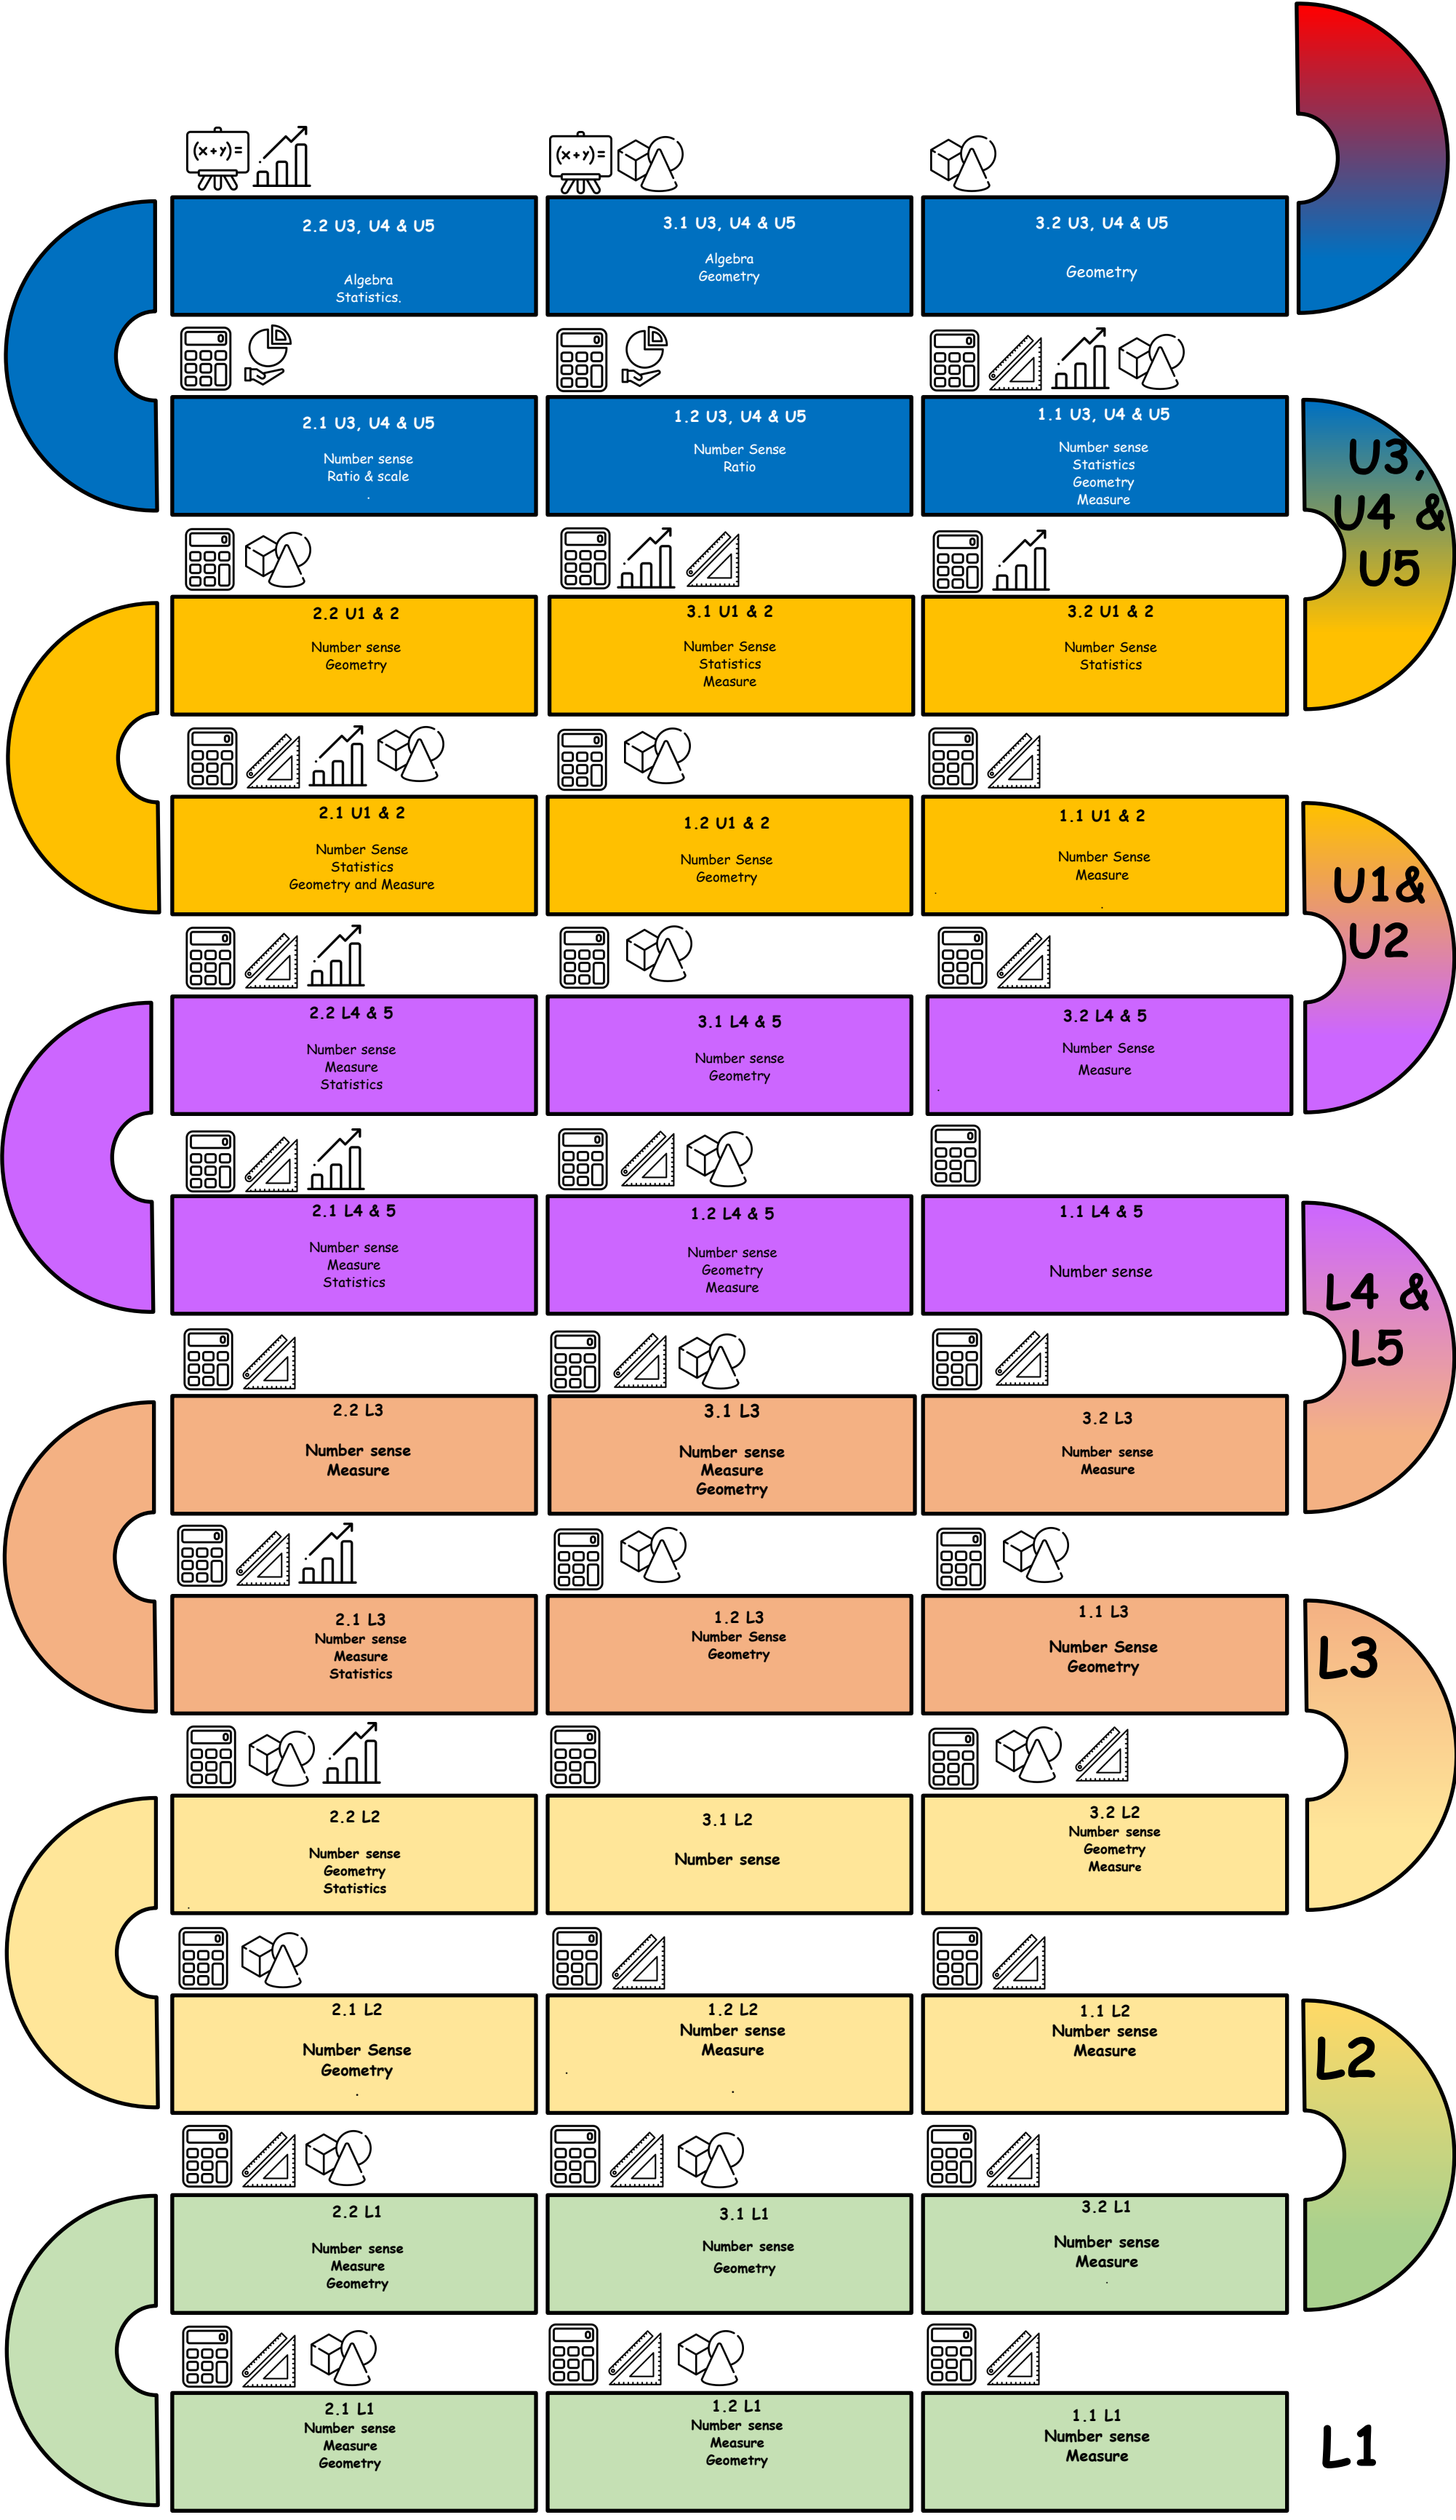 (x+y)=
(x+y)=
2.2 U3, U4 & U5
Algebra
Statistics.
3.1 U3, U4 & U5
Algebra
Geometry
3.2 U3, U4 & U5
Geometry
2.1 U3, U4 & U5
Number sense
Ratio & scale
.
1.2 U3, U4 & U5
Number Sense
Ratio
1.1 U3, U4 & U5
Number sense
Statistics
Geometry
Measure
U3,
U4 &
U5
2.2 U1 & 2
Number sense
Geometry
3.1 U1 & 2
Number Sense
Statistics
Measure
3.2 U1 & 2
Number Sense
Statistics
2.1 U1 & 2
Number Sense
Statistics
Geometry and Measure
1.2 U1 & 2
Number Sense
Geometry
1.1 U1 & 2
Number Sense
Measure
.
U1&
U2
2.2 L4 & 5
Number sense
Measure
Statistics
3.1 L4 & 5
Number sense
Geometry
3.2 L4 & 5
Number Sense
Measure
2.1 L4 & 5
Number sense
Measure
Statistics
1.2 L4 & 5
Number sense
Geometry
Measure
1.1 L4 & 5
Number sense
L4 &
L5
2.2 L3
Number sense
Measure
3.1 L3
Number sense
Measure
Geometry
3.2 L3
Number sense
Measure
2.1 L3
Number sense
Measure
Statistics
1.2 L3
Number Sense
Geometry
1.1 L3
Number Sense
Geometry
L3
2.2 L2
Number sense
Geometry
Statistics
3.1 L2
Number sense
3.2 L2
Number sense
Geometry
Measure
2.1 L2
Number Sense
Geometry
.
1.2 L2
Number sense
Measure
.
1.1 L2
Number sense
Measure
L2
2.2 L1
Number sense
Measure
Geometry
3.1 L1
Number sense
Geometry
3.2 L1
Number sense
Measure
.
2.1 L1
Number sense
Measure
Geometry
1.2 L1
Number sense
Measure
Geometry
1.1 L1
Number sense
Measure
L1